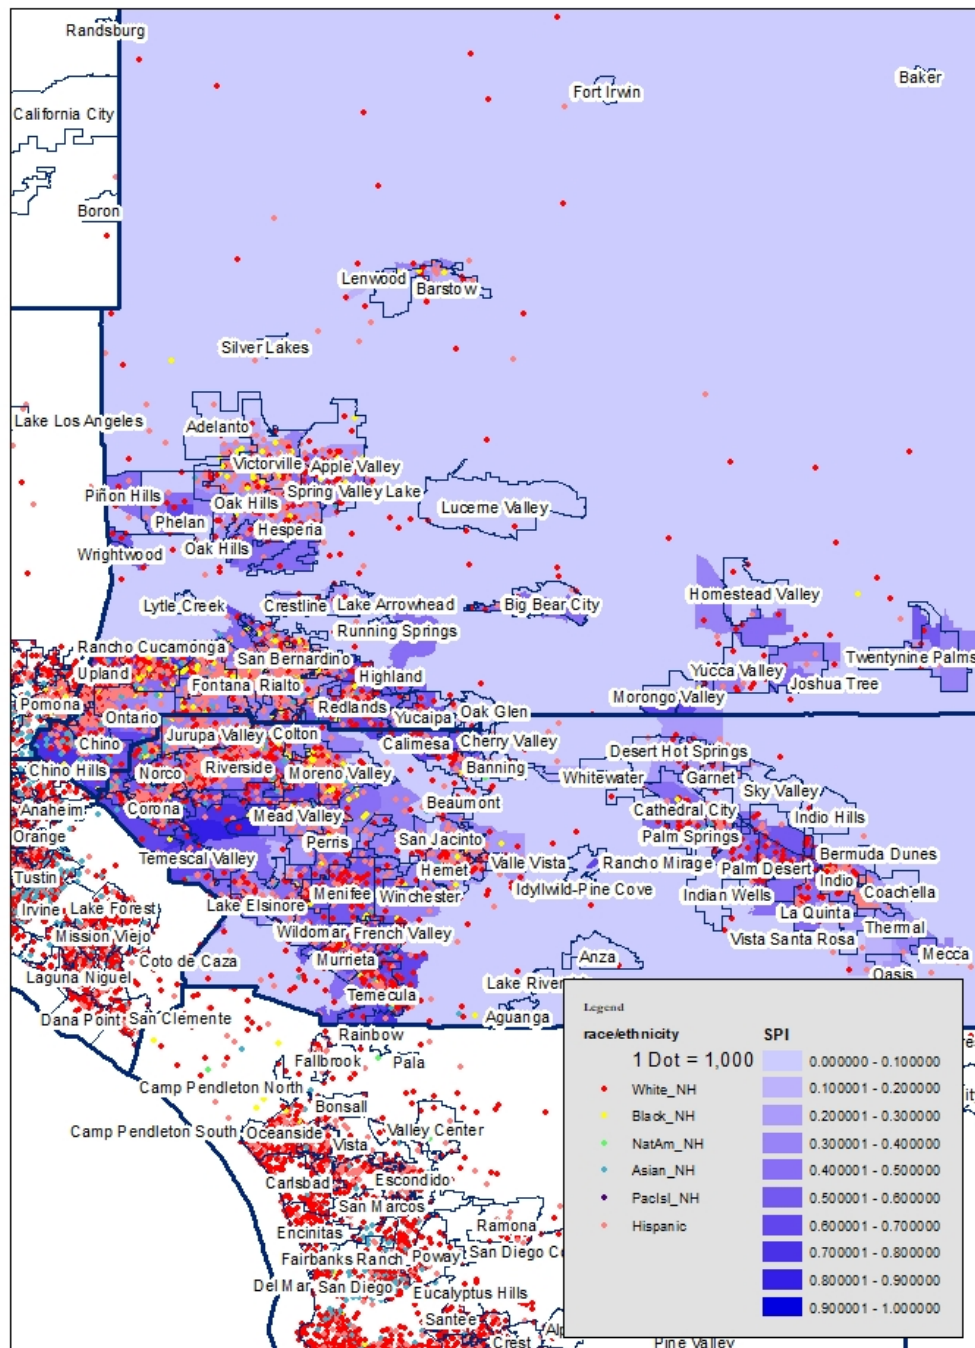 Randsburg
Baker
Fort Irwin
California City
Boron
Lenwood
Barstow
Silver Lakes
Lake Los Angeles
Adelanto
Victorville
Apple Valley
Piñon Hills
Spring Valley Lake
Oak Hills
Lucerne Valley
Phelan
Hesperia
Wrightwood
Oak Hills
Homestead Valley
Lytle Creek
Crestline
Lake Arrowhead
Big Bear City
Running Springs
Rancho Cucamonga
San Bernardino
Twentynine Palms
Upland
Highland
Yucca Valley
Fontana
Rialto
Joshua Tree
Pomona
Morongo Valley
Redlands
Oak Glen
Ontario
Yucaipa
Jurupa Valley
Colton
Chino
Calimesa
Cherry Valley
Desert Hot Springs
Chino Hills
Norco
Riverside
Moreno Valley
Banning
Whitewater
Garnet
Sky Valley
Anaheim
Corona
Mead Valley
Beaumont
Cathedral City
Indio Hills
Orange
Perris
San Jacinto
Palm Springs
Temescal Valley
Valle Vista
Rancho Mirage
Bermuda Dunes
Tustin
Hemet
Palm Desert
Menifee
Winchester
Idyllwild-Pine Cove
Indio
Coachella
Irvine
Lake Forest
Lake Elsinore
Indian Wells
La Quinta
Thermal
Mission Viejo
Wildomar
French Valley
Vista Santa Rosa
Coto de Caza
Murrieta
Anza
Mecca
Laguna Niguel
Lake River
Oasis
Temecula
Dana Point
San Clemente
Aguanga
Rainbow
Fallbrook
Pala
Camp Pendleton North
Bonsall
Camp Pendleton South
Oceanside
Vista
Valley Center
Carlsbad
Escondido
San Marcos
Encinitas
Ramona
Fairbanks Ranch
Poway
San Diego Co
Del Mar
San Diego
Eucalyptus Hills
Santee
Crest
Alp
Pine Valley
Legend
race/ethnicity
SPI
1 Dot = 1,000
0.000000 - 0.100000
White_NH
0.100001 - 0.200000
Black_NH
0.200001 - 0.300000
NatAm_NH
0.300001 - 0.400000
Asian_NH
0.400001 - 0.500000
PacIsl_NH
0.500001 - 0.600000
Hispanic
0.600001 - 0.700000
0.700001 - 0.800000
0.800001 - 0.900000
0.900001 - 1.000000